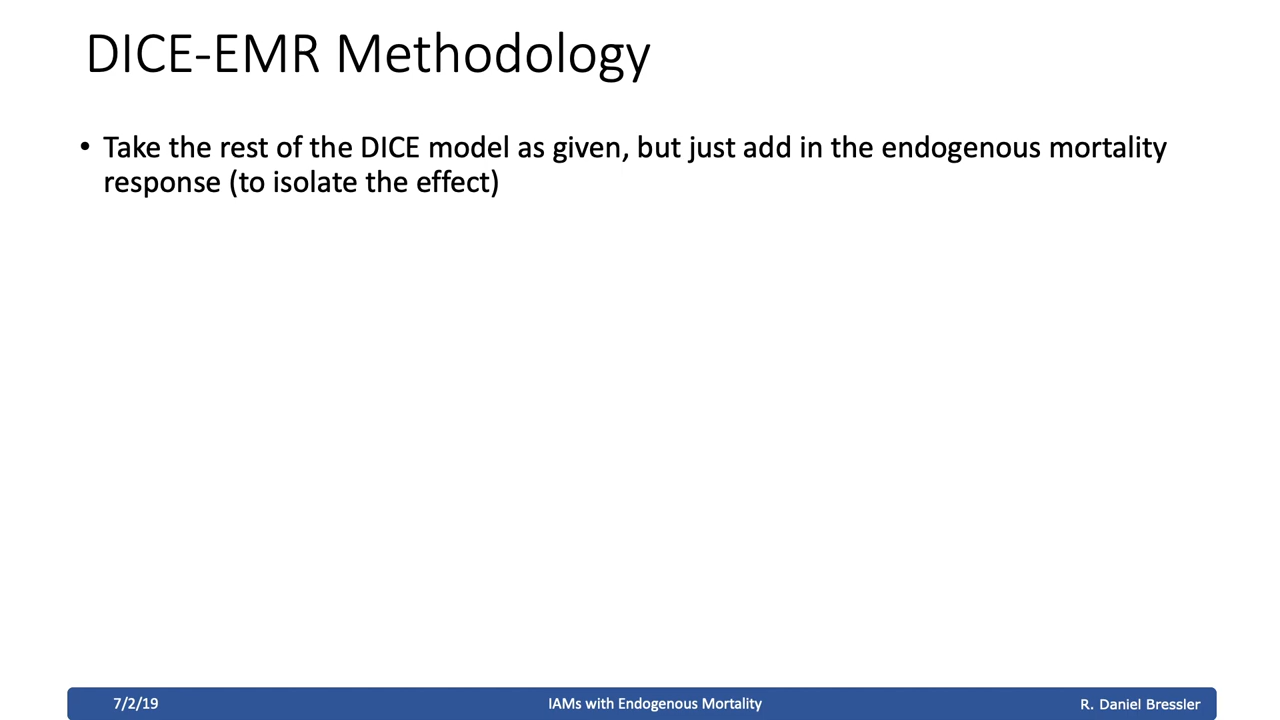 DICE-EMR Methodology
• Take the rest of the DICE model as given, but just add in the endogenous mortality
response (to isolate the effect)
7/2/19 IAMs with Endogenous Mortality R. Daniel Bressler